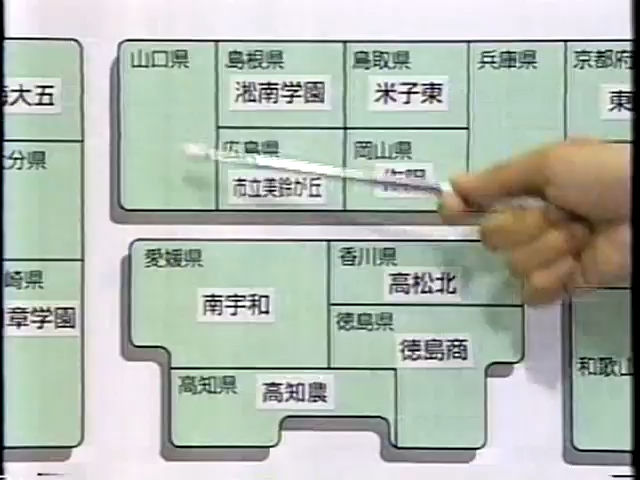 山口県
島根県
淞南学園
鳥取県
米子東
兵庫県
京都府
東
海大五
広島県
市立美鈴が丘
岡山県
分県
愛媛県
南宇和
香川県
高松北
徳島県
徳島商
崎県
章学園
高知県
高知農
和歌山